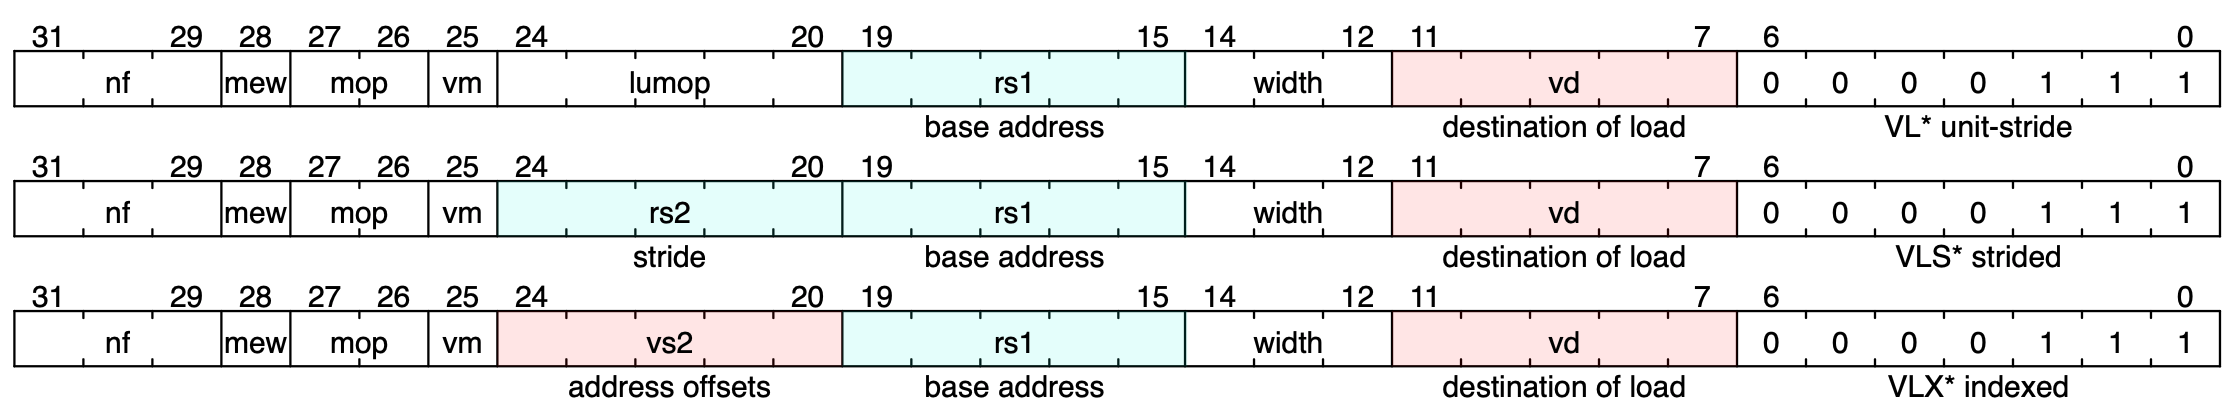 31 29 28 27 26 25 24 20 19 15 14 12 11 7 6 0
nf mew mop vm lumop rs1 width vd 0 0 0 0 1 1 1
base address destination of load VL* unit-stride
31 29 28 27 26 25 24 20 19 15 14 12 11 7 6 0
nf mew mop vm rs2 rs1 width vd 0 0 0 0 1 1 1
stride base address destination of load VLS* strided
31 29 28 27 26 25 24 20 19 15 14 12 11 7 6 0
nf mew mop vm vs2 rs1 width vd 0 0 0 0 1 1 1
address offsets base address destination of load VLX* indexed